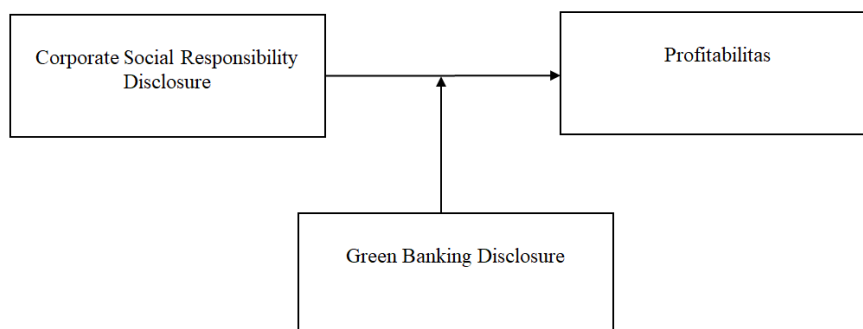 Corporate Social Responsibility
Disclosure
Profitabilitas
Green Banking Disclosure